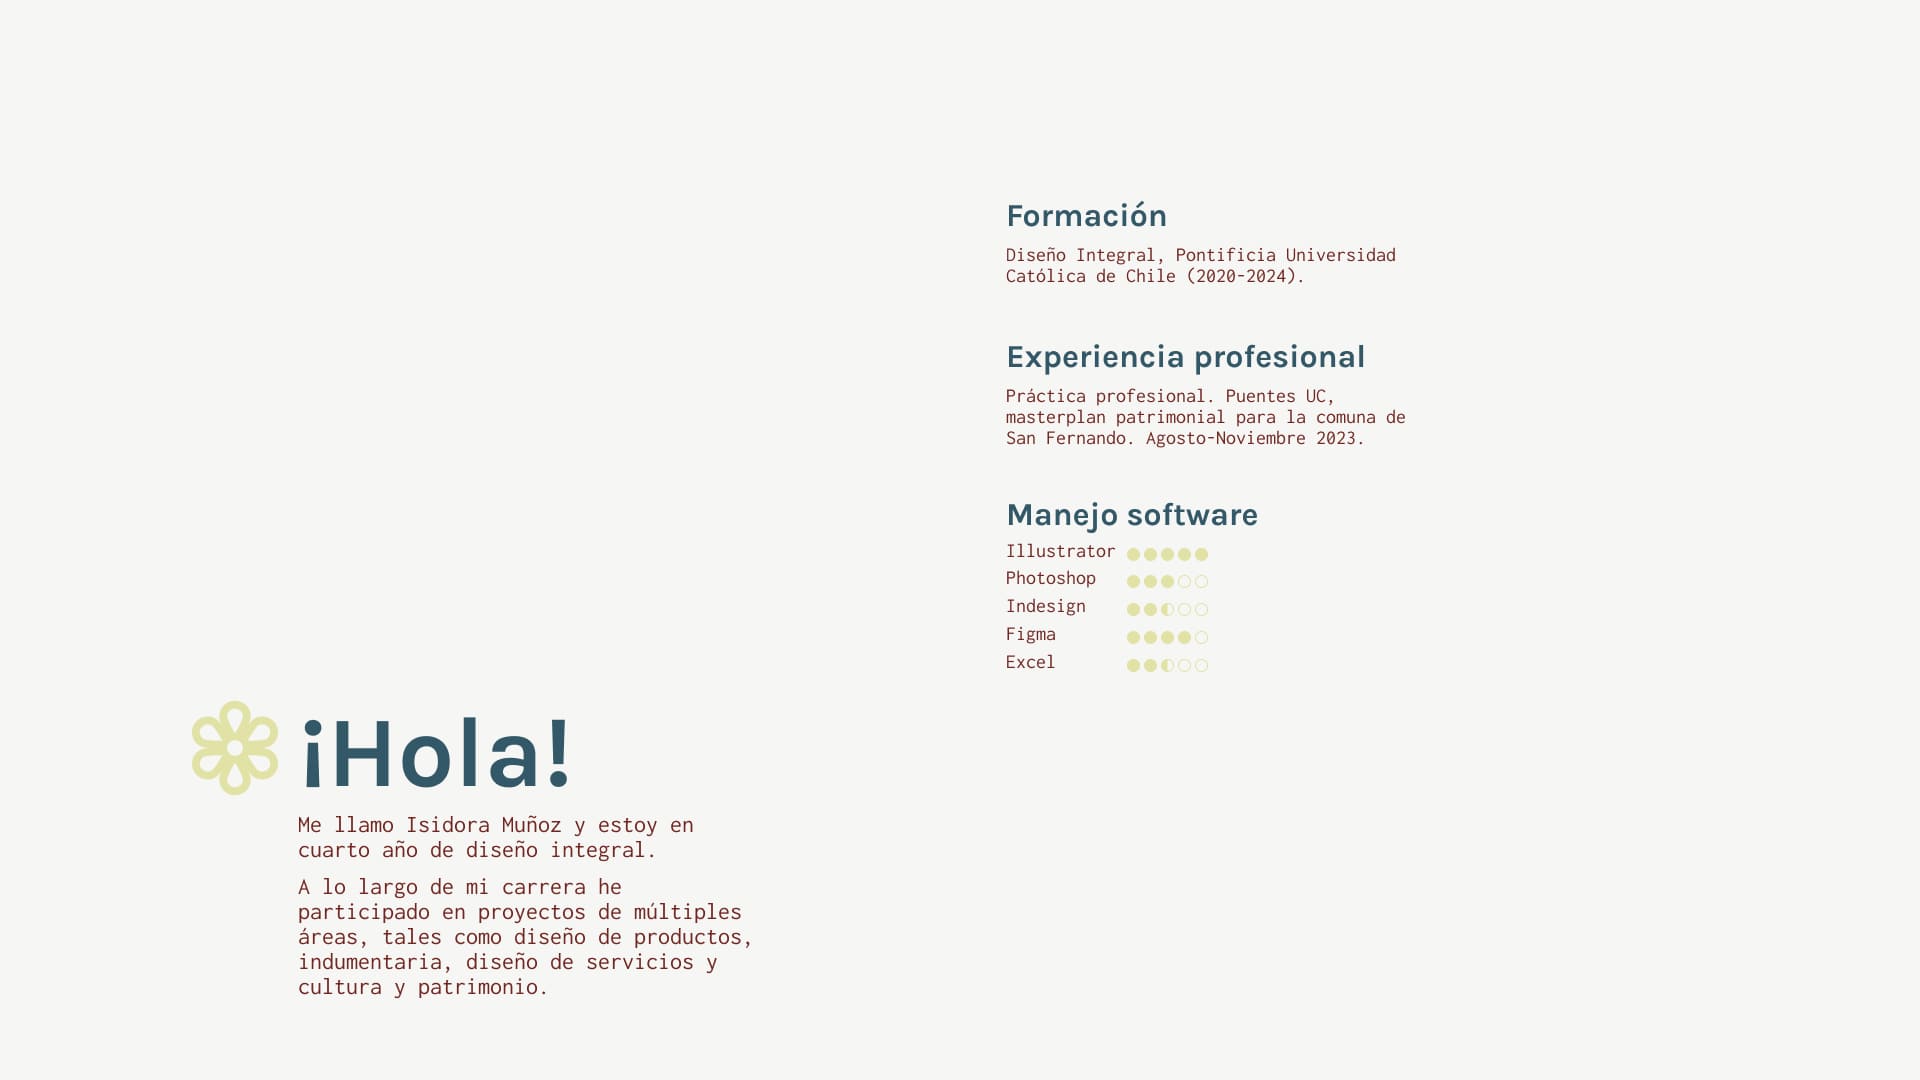 ¡Hola!
Me llamo Isidora Muñoz y estoy en
cuarto año de diseño integral.
A lo largo de mi carrera he
participado en proyectos de múltiples
áreas, tales como diseño de productos,
indumentaria, diseño de servicios y
cultura y patrimonio.
Formación
Diseño Integral, Pontificia Universidad
Católica de Chile (2020-2024).
Experiencia profesional
Práctica profesional. Puentes UC,
masterplan patrimonial para la comuna de
San Fernando. Agosto-Noviembre 2023.
Manejo software
Illustrator
Photoshop
Indesign
Figma
Excel